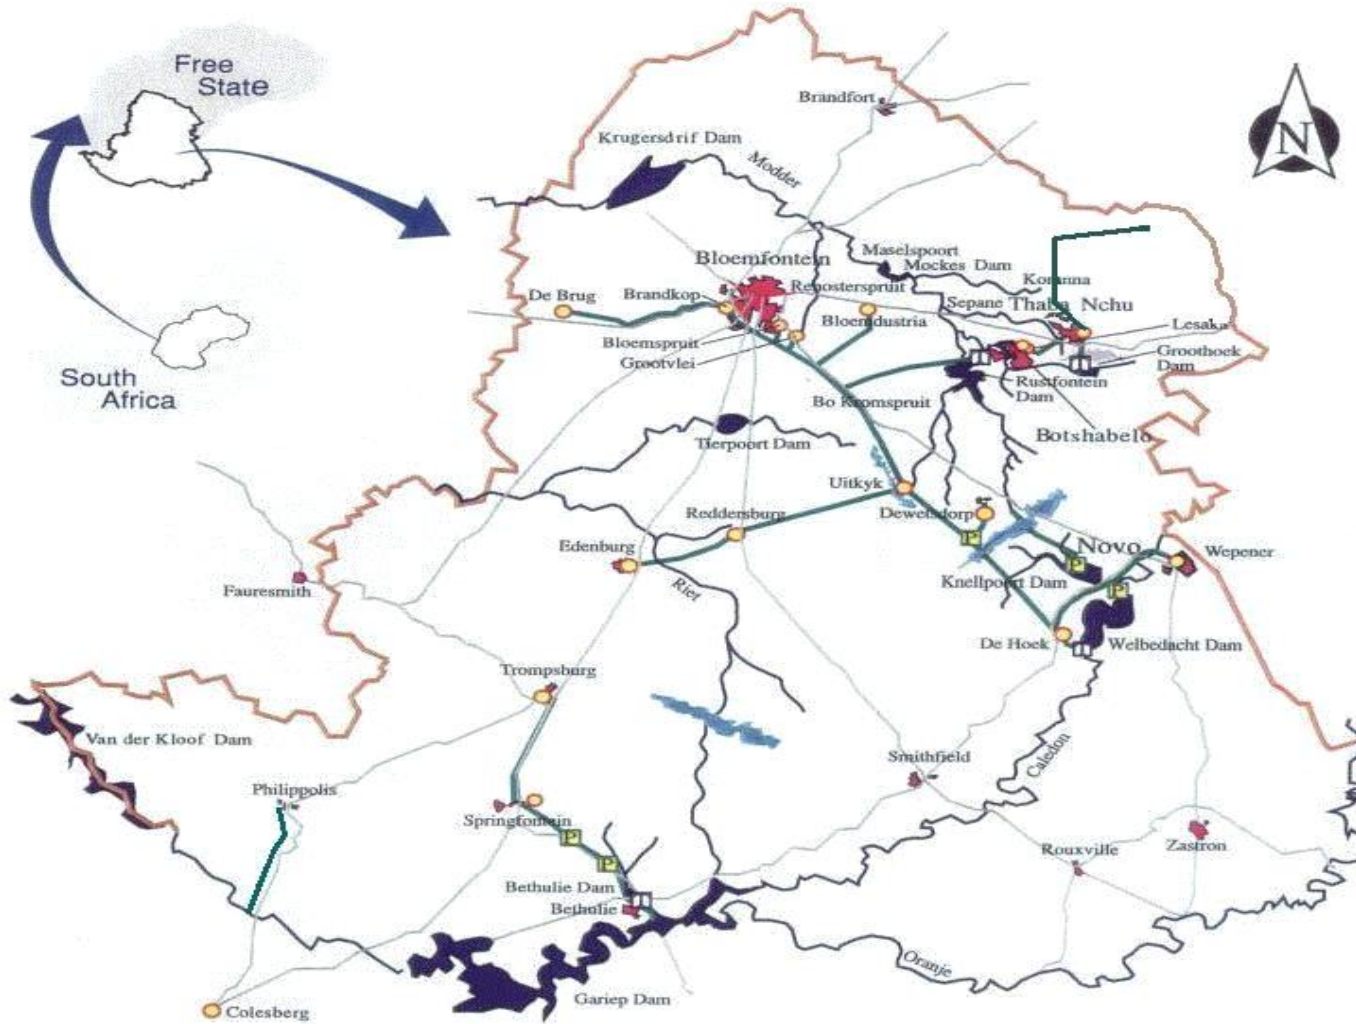 Free
State
Brandfort
Krugersdrif Dam
Modder
N
Maselspoort
Bloemfontein
Mockes Dam
Koranna
Renosterspruit
De Brug
Brandkop
Sepane
Thaba Nchu
Bloemdustria
Lesaka
Bloemspruit
Groothoek
Dam
Grootvlei
South
Africa
Rustfontein
Dam
Bo Kromspruit
Botshabelo
Tierpoort Dam
Uitkyk
Reddersburg
Dewetsdorp
P
Edenburg
Novo
Wepener
P
Knellpoort Dam
Fauresmith
Riet
P
De Hoek
Welbedacht Dam
Trompsburg
Van der Kloof Dam
Caledon
Smithfield
Philippolis
Springfontein
P
Rouxville
Zastron
P
Bethulie Dam
Bethulie
Oranje
Gariep Dam
Colesberg